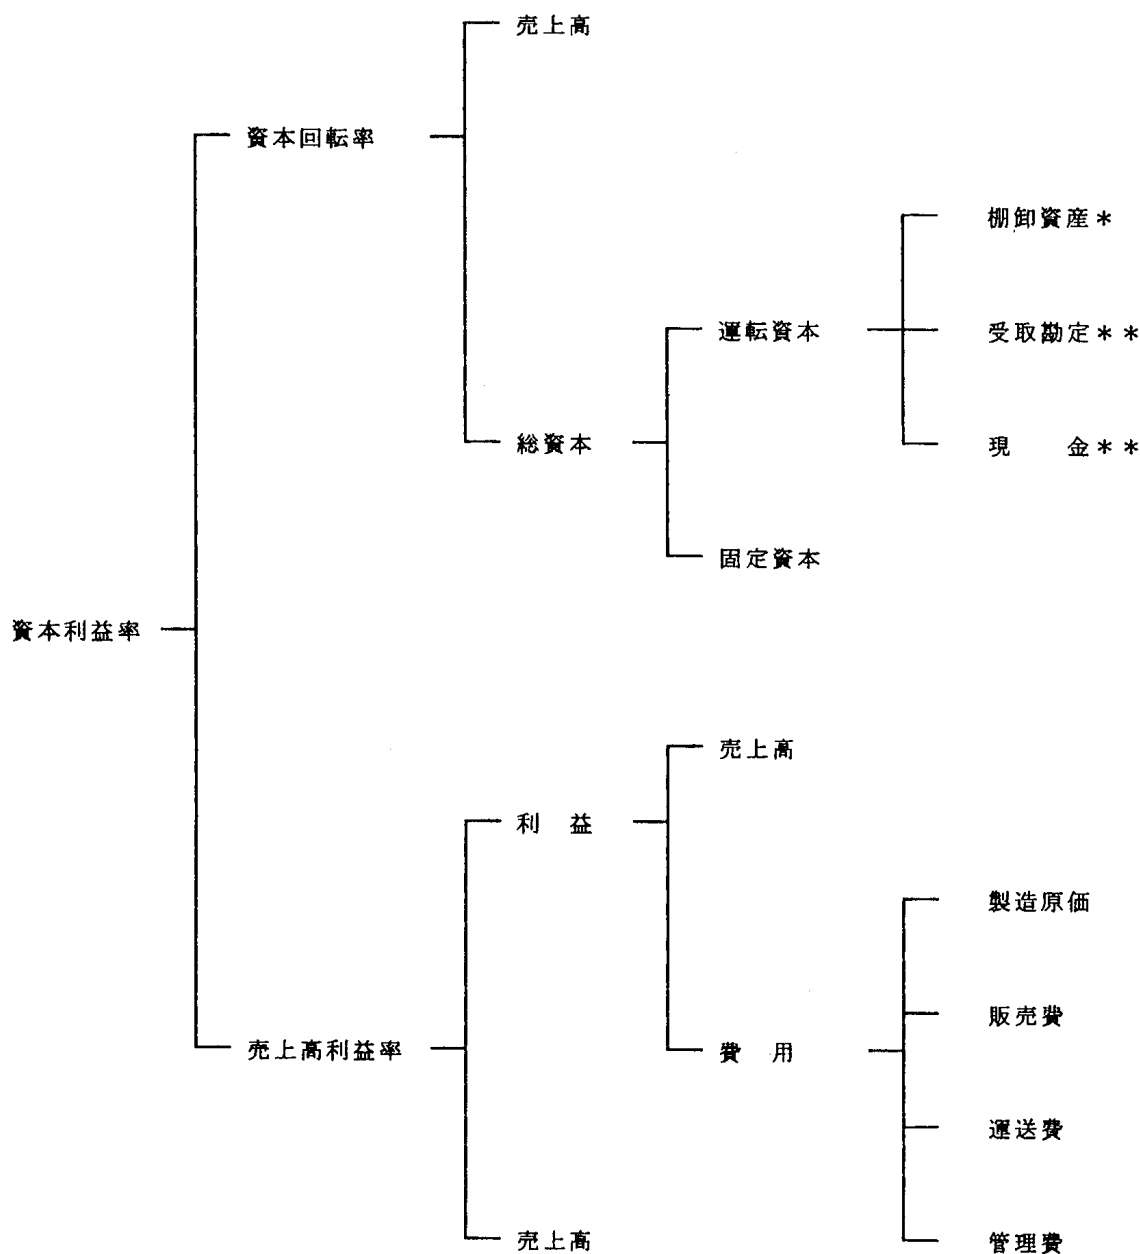 売上高
資本回転率
棚卸資産＊
運転資本
受取勘定＊＊
総資本
現　金＊＊
固定資本
資本利益率
売上高
利　益
製造原価
販売費
売上高利益率
費　用
運送費
売上高
管理費